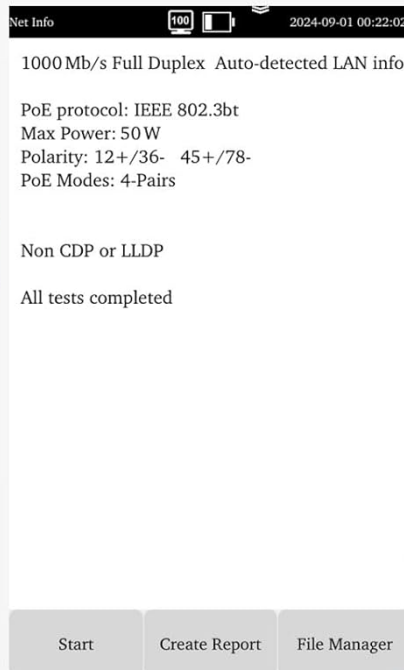 Net Info 100 2024-09-01 00:22:02
1000 Mb/s Full Duplex Auto-detected LAN info
PoE protocol: IEEE 802.3bt
Max Power: 50 W
Polarity: 12+/36- 45+/78-
PoE Modes: 4-Pairs
Non CDP or LLDP
All tests completed
Start Create Report File Manager